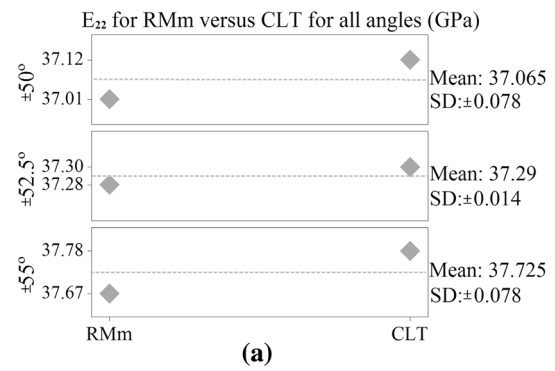 E₂₂ for RMm versus CLT for all angles (GPa)
±50°
37.12
37.01
Mean: 37.065
SD:±0.078
±52.5°
37.30
37.28
Mean: 37.29
SD:±0.014
±55°
37.78
37.67
Mean: 37.725
SD:±0.078
RMm
CLT
(a)